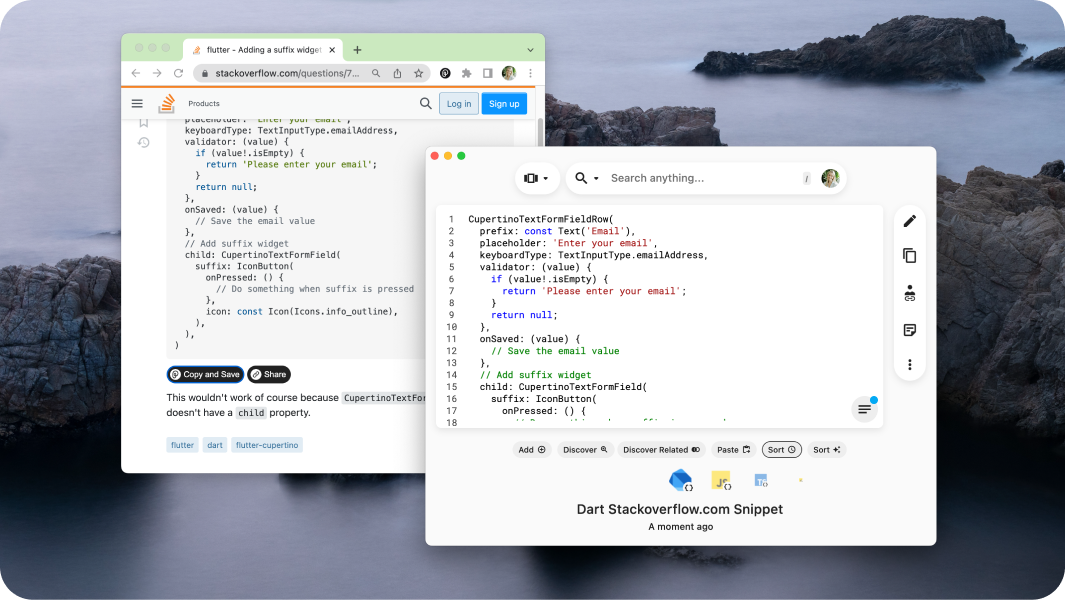 flutter - Adding a suffix widget
stackoverflow.com/questions/7...
Products
Log in
Sign up
placeholder: 'Enter your email',
keyboardType: TextInputType.emailAddress,
validator: (value) {
if (value!.isEmpty) {
return 'Please enter your email';
}
return null;
},
onSaved: (value) {
// Save the email value
},
// Add suffix widget
child: CupertinoTextFormField(
suffix: IconButton(
onPressed: () {
// Do something when suffix is pressed
},
icon: const Icon(Icons.info_outline),
),
),
)
Copy and Save
Share
This wouldn't work of course because CupertinoTextFor
doesn't have a child property.
flutter
dart
flutter-cupertino
Search anything...
/
1 CupertinoTextFormFieldRow(
2 prefix: const Text('Email'),
3 placeholder: 'Enter your email',
4 keyboardType: TextInputType.emailAddress,
5 validator: (value) {
6 if (value!.isEmpty) {
7 return 'Please enter your email';
8 }
9 return null;
10 },
11 onSaved: (value) {
12 // Save the email value
13 },
14 // Add suffix widget
15 child: CupertinoTextFormField(
16 suffix: IconButton(
17 onPressed: () {
18
Add
Discover
Discover Related
Paste
Sort
Sort
JS
Dart Stackoverflow.com Snippet
A moment ago